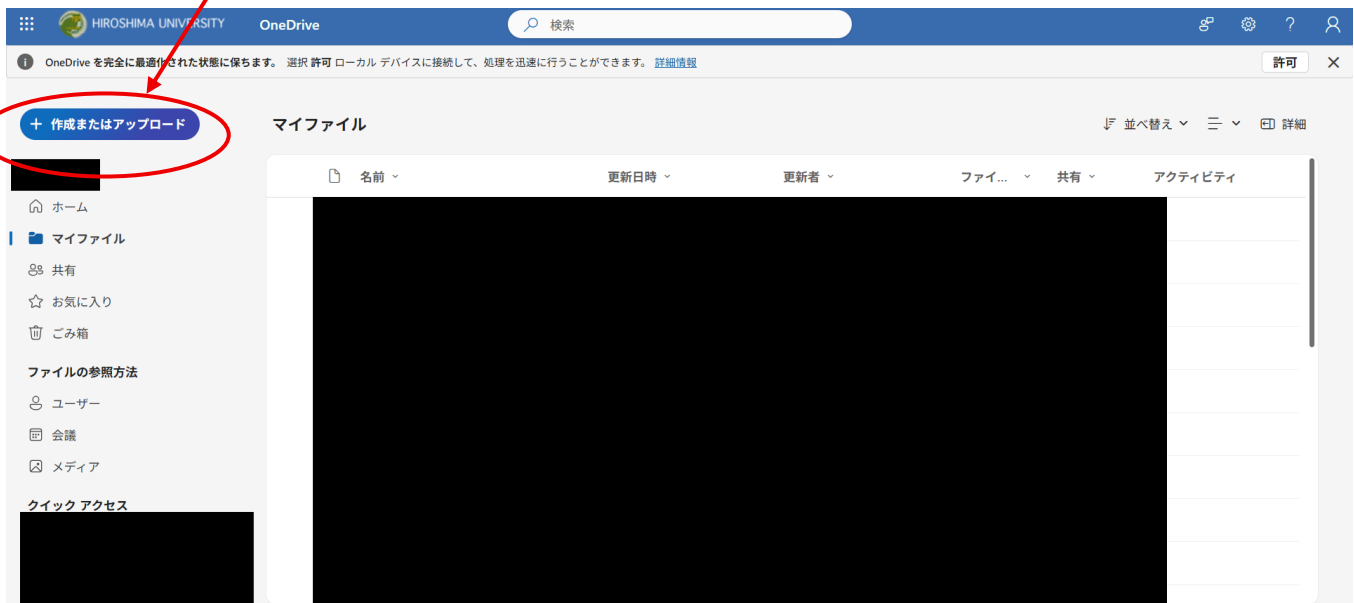 HIROSHIMA UNIVERSITY OneDrive 検索
OneDrive を完全に最適化された状態に保ちます。 選択 許可 ローカル デバイスに接続して、処理を迅速に行うことができます。 詳細情報 許可
+ 作成またはアップロード
マイファイル
並べ替え 詳細
名前 更新日時 更新者 ファイ... 共有 アクティビティ
ホーム
マイファイル
共有
お気に入り
ごみ箱
ファイルの参照方法
ユーザー
会議
メディア
クイック アクセス